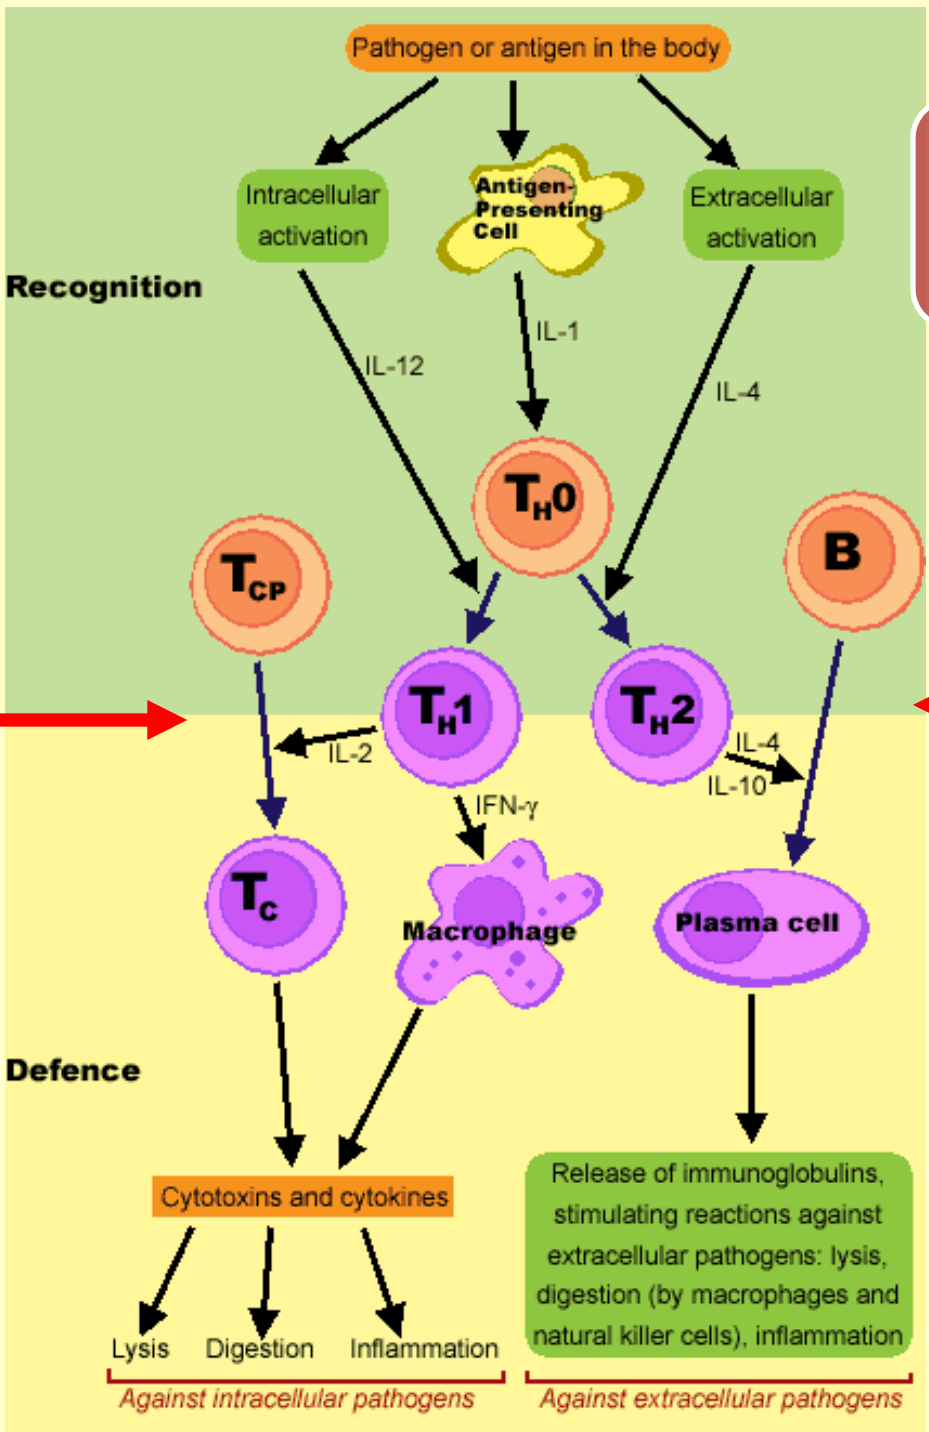 Pathogen or antigen in the body
Intracellular
activation
Antigen-
Presenting
Cell
Extracellular
activation
Recognition
IL-1
IL-12
IL-4
TH0
TCP
B
TH1
TH2
IL-2
IL-4
IL-10
IFN-γ
TC
Macrophage
Plasma cell
Defence
Cytotoxins and cytokines
Release of immunoglobulins,
stimulating reactions against
extracellular pathogens: lysis,
digestion (by macrophages and
natural killer cells), inflammation
Lysis
Digestion
Inflammation
Against intracellular pathogens
Against extracellular pathogens